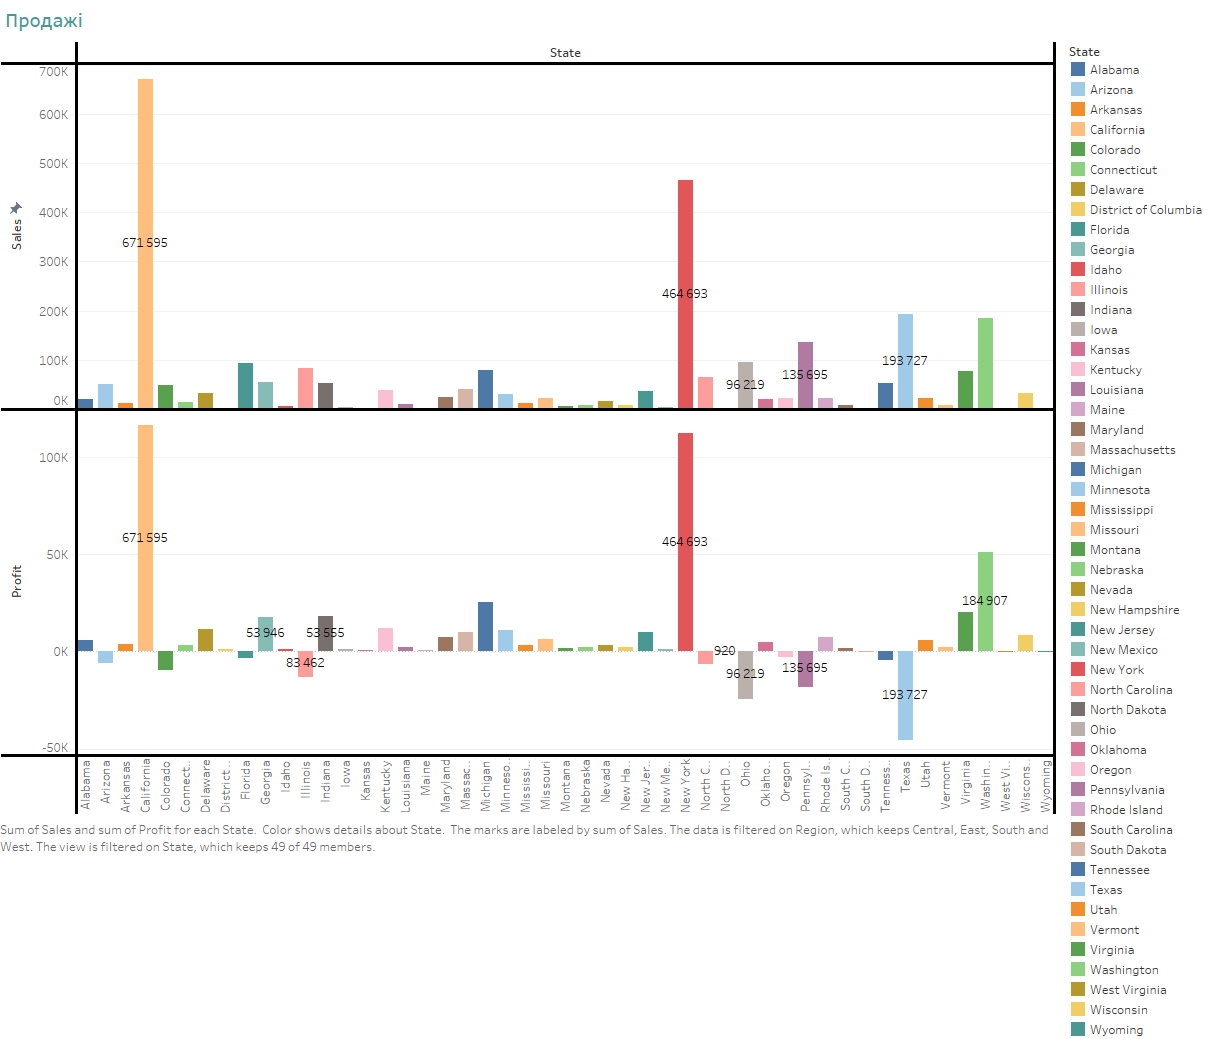 Продажі
State
700K
600K
500K
400K
300K
200K
100K
0K
Sales
671 595
464 693
96 219
135 695
193 727
100K
50K
0K
-50K
Profit
671 595
53 946
83 462
53 555
464 693
920
96 219
135 695
193 727
184 907
Alabama
Arizona
Arkansas
California
Colorado
Connect..
Delaware
District ..
Florida
Georgia
Idaho
Illinois
Indiana
Iowa
Kansas
Kentucky
Louisiana
Maine
Maryland
Massac..
Michigan
Minneso..
Mississi..
Missouri
Montana
Nebraska
Nevada
New Ha..
New Jer..
New Me..
New York
North C..
North D..
Ohio
Oklaho..
Oregon
Pennsyl..
Rhode Is..
South C..
South D..
Tenness..
Texas
Utah
Vermont
Virginia
Washin..
West Vi..
Wiscons..
Wyoming
Sum of Sales and sum of Profit for each State.  Color shows details about State.  The marks are labeled by sum of Sales. The data is filtered on Region, which keeps Central, East, South and
West. The view is filtered on State, which keeps 49 of 49 members.
State
Alabama
Arizona
Arkansas
California
Colorado
Connecticut
Delaware
District of Columbia
Florida
Georgia
Idaho
Illinois
Indiana
Iowa
Kansas
Kentucky
Louisiana
Maine
Maryland
Massachusetts
Michigan
Minnesota
Mississippi
Missouri
Montana
Nebraska
Nevada
New Hampshire
New Jersey
New Mexico
New York
North Carolina
North Dakota
Ohio
Oklahoma
Oregon
Pennsylvania
Rhode Island
South Carolina
South Dakota
Tennessee
Texas
Utah
Vermont
Virginia
Washington
West Virginia
Wisconsin
Wyoming